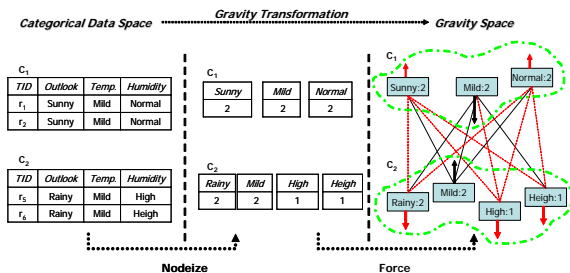 Gravity Transformation
Categorical Data Space
Gravity Space
C1
TID Outlook Temp. Humidity
r1 Sunny Mild Normal
r2 Sunny Mild Normal
C2
TID Outlook Temp. Humidity
r5 Rainy Mild High
r6 Rainy Mild Heigh
C1
Sunny Mild Normal
2 2 2
C2
Rainy Mild High Heigh
2 2 1 1
C1
Sunny:2
Mild:2
Normal:2
C2
Rainy:2
Mild:2
High:1
Heigh:1
Nodeize
Force